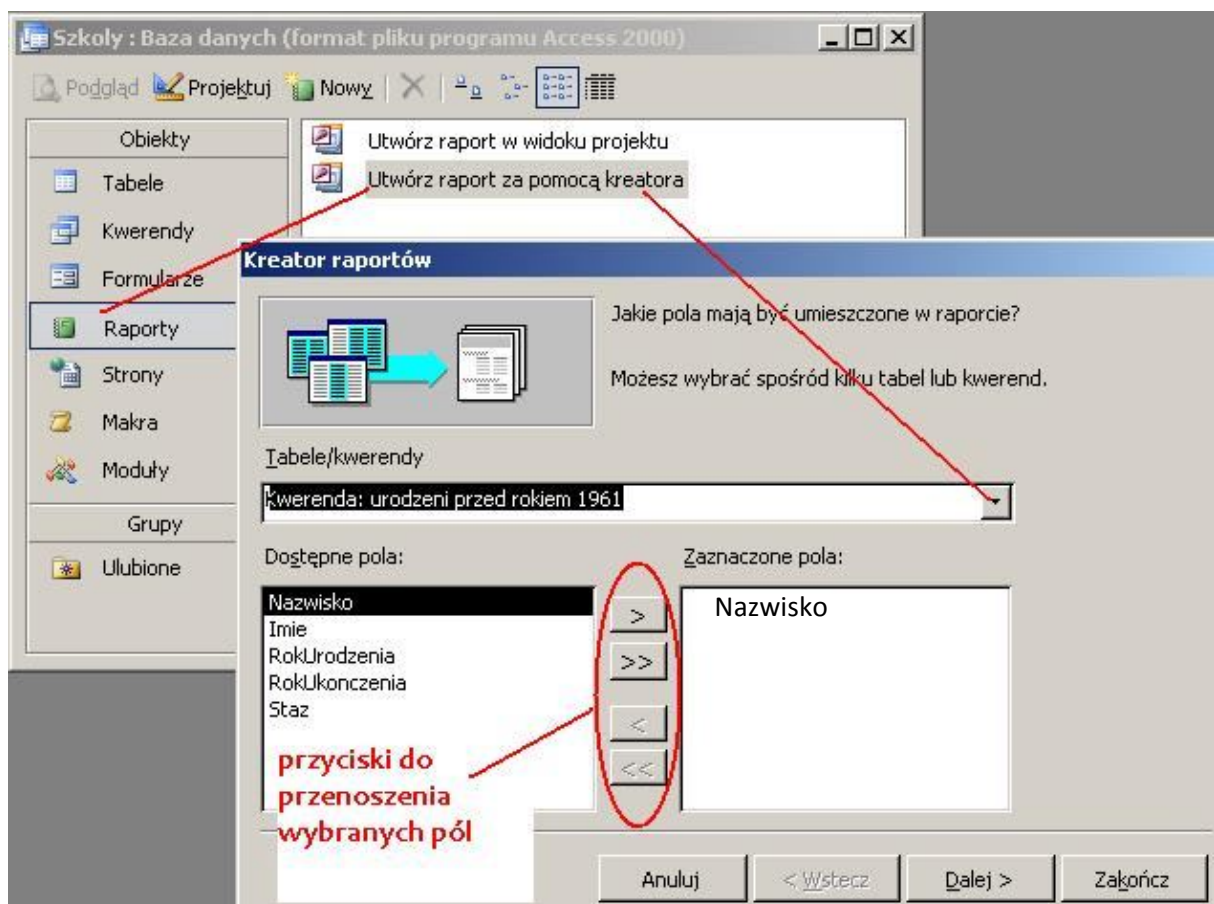 Szkoly : Baza danych (format pliku programu Access 2000)
Podgląd Projektuj Nowy
Obiekty
Tabele
Kwerendy
Formularze
Raporty
Strony
Makra
Moduły
Grupy
Ulubione
Utwórz raport w widoku projektu
Utwórz raport za pomocą kreatora
Kreator raportów
Jakie pola mają być umieszczone w raporcie?
Możesz wybrać spośród kilku tabel lub kwerend.
Tabele/kwerendy
Kwerenda: urodzeni przed rokiem 1961
Dostępne pola:
Nazwisko
Imie
RokUrodzenia
RokUkonczenia
Staz
przyciski do
przenoszenia
wybranych pól
>
>>
<
<<
Zaznaczone pola:
Nazwisko
Anuluj < Wstecz Dalej > Zakończ